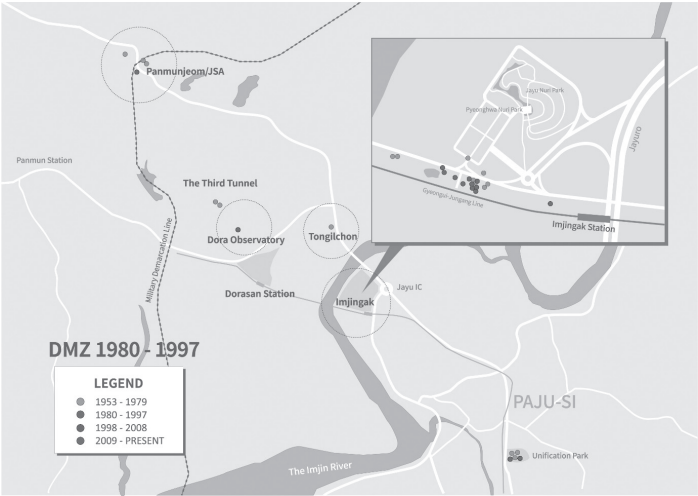 Panmunjeom/JSA
Jayu Nuri Park
Pyeonghwa Nuri Park
Jayuro
Panmun Station
The Third Tunnel
Gyeongui-Jungang Line
Imjingak Station
Dora Observatory
Tongilchon
Military Demarcation Line
Dorasan Station
Imjingak
Jayu IC
DMZ 1980 - 1997
LEGEND
1953 - 1979
1980 - 1997
1998 - 2008
2009 - PRESENT
PAJU-SI
Unification Park
The Imjin River